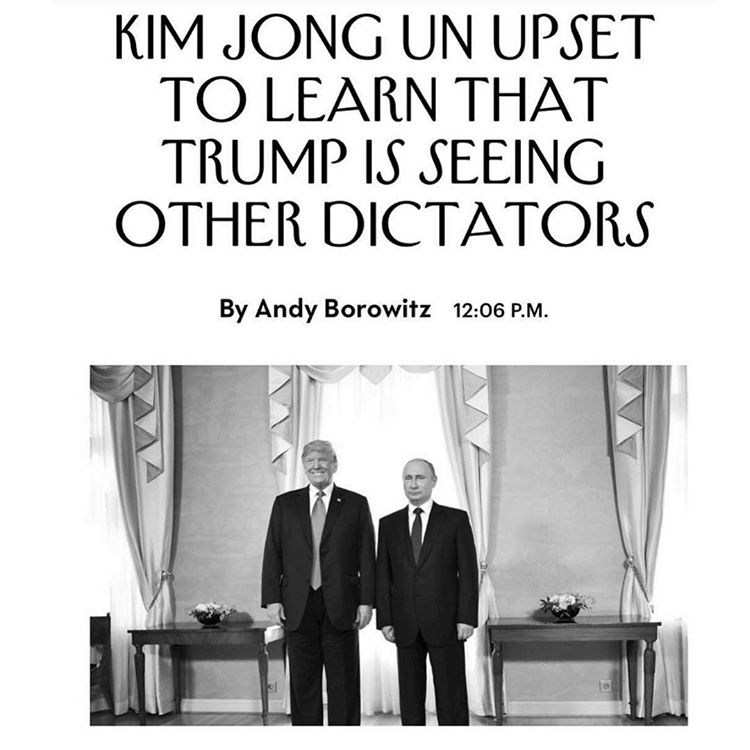 KIM JONG UN UPSET
TO LEARN THAT
TRUMP IS SEEING
OTHER DICTATORS
By Andy Borowitz 12:06 P.M.